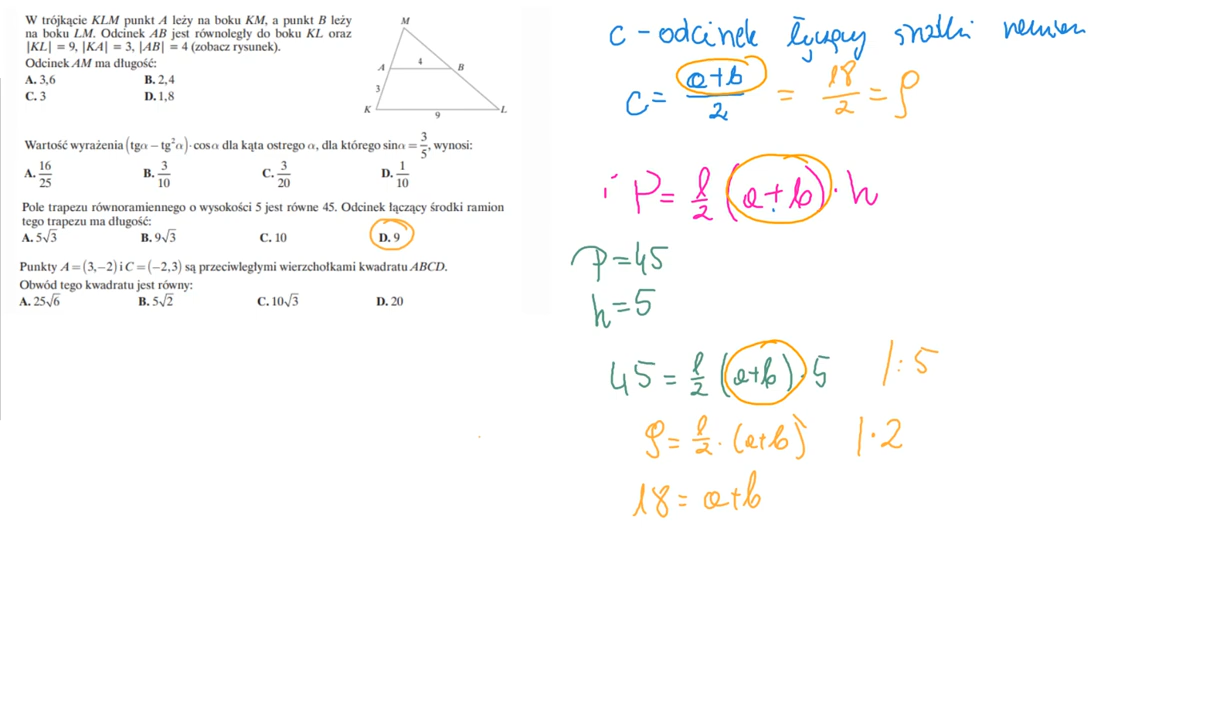 W trójkącie KLM punkt A leży na boku KM, a punkt B leży
na boku LM. Odcinek AB jest równoległy do boku KL oraz
|KL| = 9, |KA| = 3, |AB| = 4 (zobacz rysunek).
Odcinek AM ma długość:
A. 3,6 B. 2,4
C. 3 D. 1,8
M
A 4 B
3
K 9 L
Wartość wyrażenia (tgα − tg²α)·cosα dla kąta ostrego α, dla którego sinα = 3/5, wynosi:
A. 16/25 B. 3/10 C. 3/20 D. 1/10
Pole trapezu równoramiennego o wysokości 5 jest równe 45. Odcinek łączący środki ramion
tego trapezu ma długość:
A. 5√3 B. 9√3 C. 10 D. 9
Punkty A = (3,−2) i C = (−2,3) są przeciwległymi wierzchołkami kwadratu ABCD.
Obwód tego kwadratu jest równy:
A. 25√6 B. 5√2 C. 10√3 D. 20
c - odcinek łączący środki ramion
c = (a+b)/2 = 18/2 = 9
i P = 1/2 (a+b) · h
P = 45
h = 5
45 = 1/2 (a+b) · 5 /: 5
9 = 1/2 · (a+b) / · 2
18 = a+b